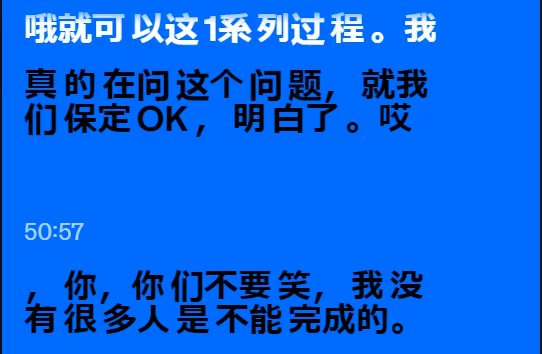 哦就可以这1系列过程。我
真的在问这个问题，就我
们保定OK，明白了。哎
50:57
，你，你们不要笑，我没
有很多人是不能完成的。